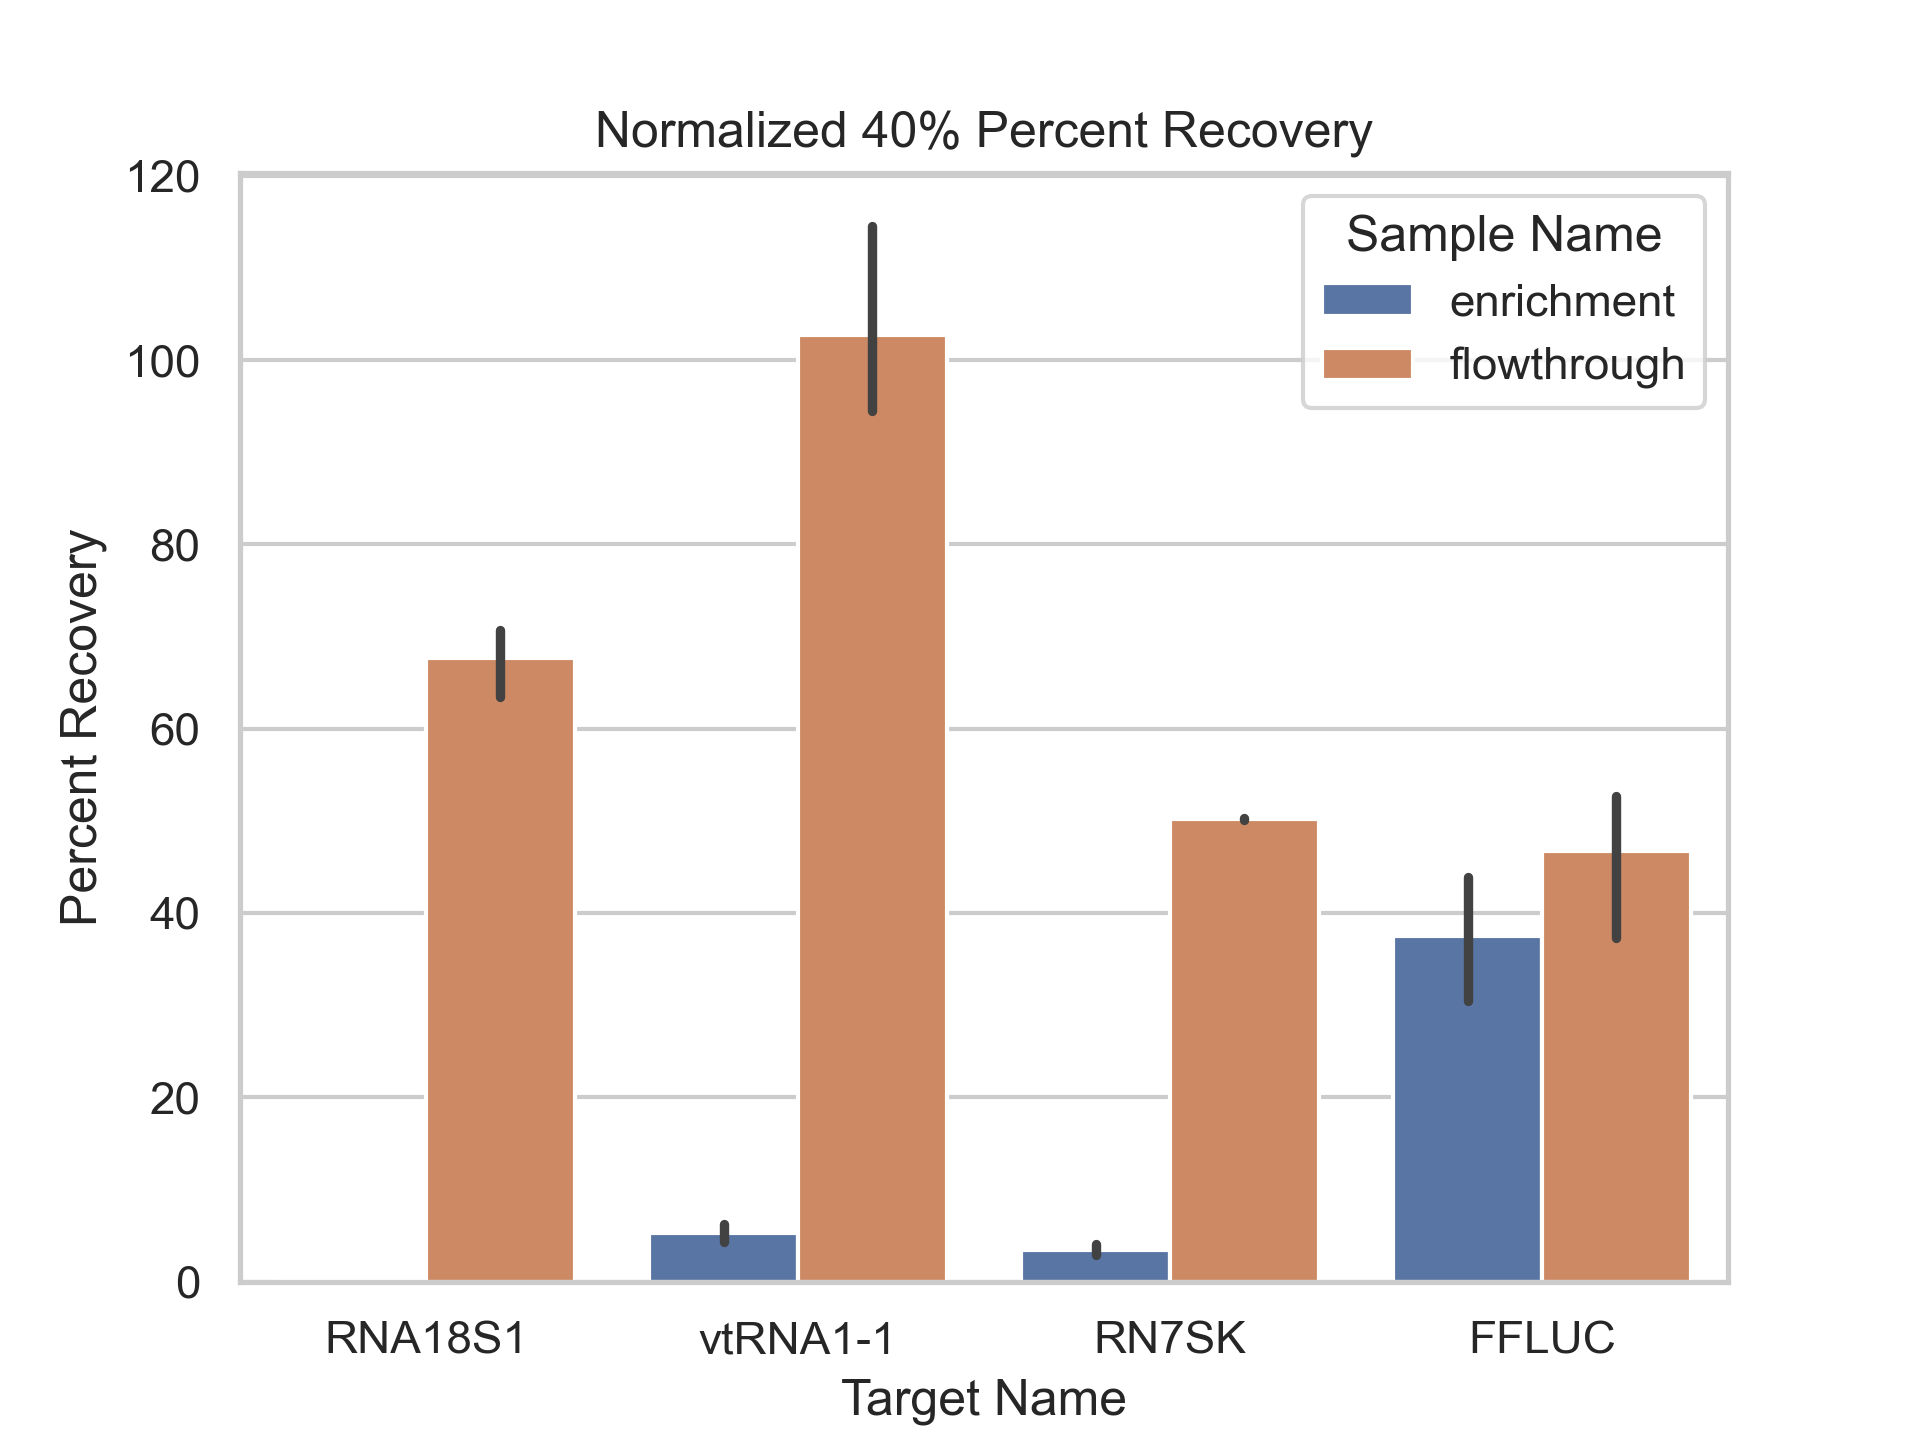 Normalized 40% Percent Recovery
120
100
80
60
40
20
0
Percent Recovery
Sample Name
enrichment
flowthrough
RNA18S1
vtRNA1-1
RN7SK
FFLUC
Target Name